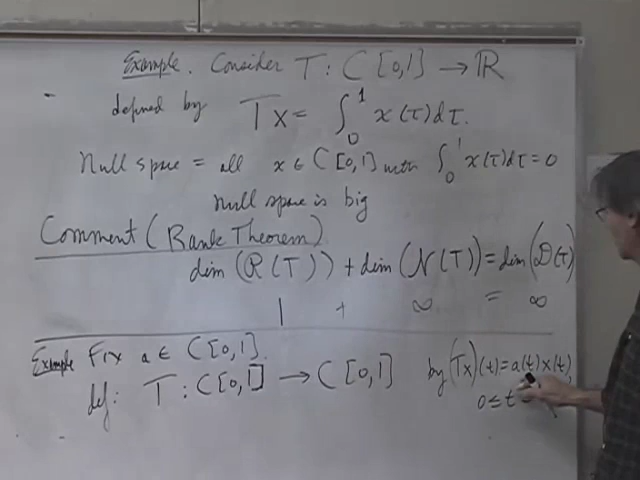 Example. Consider T : C[0,1] → ℝ
defined by Tx = ∫₀¹ x(τ)dτ.
Null space = all x ∈ C[0,1] with ∫₀¹ x(τ)dτ = 0
null space is big
Comment (Rank Theorem)
dim (R(T)) + dim (N(T)) = dim (D(T))
1 + ∞ = ∞
Example Fix a ∈ C[0,1].
def: T : C[0,1] → C[0,1] by (Tx)(t) = a(t)x(t),
0 ≤ t